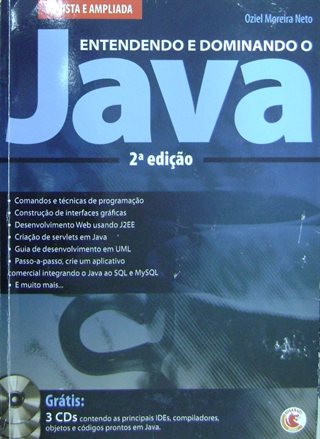 ISTA E AMPLIADA
Oziel Moreira Neto
ENTENDENDO E DOMINANDO O
Java
2ª edição
• Comandos e técnicas de programação
• Construção de interfaces gráficas
• Desenvolvimento Web usando J2EE
• Criação de servlets em Java
• Guia de desenvolvimento em UML
• Passo-a-passo, crie um aplicativo
comercial integrando o Java ao SQL e MySQL
• E muito mais...
Grátis:
3 CDs contendo as principais IDEs, compiladores,
objetos e códigos prontos em Java.